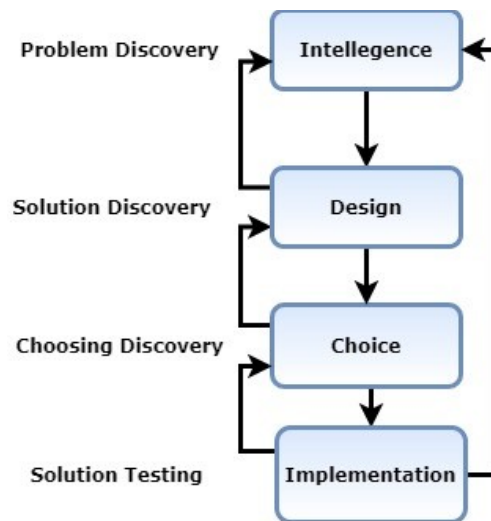 Problem Discovery
Intellegence
Solution Discovery
Design
Choosing Discovery
Choice
Solution Testing
Implementation